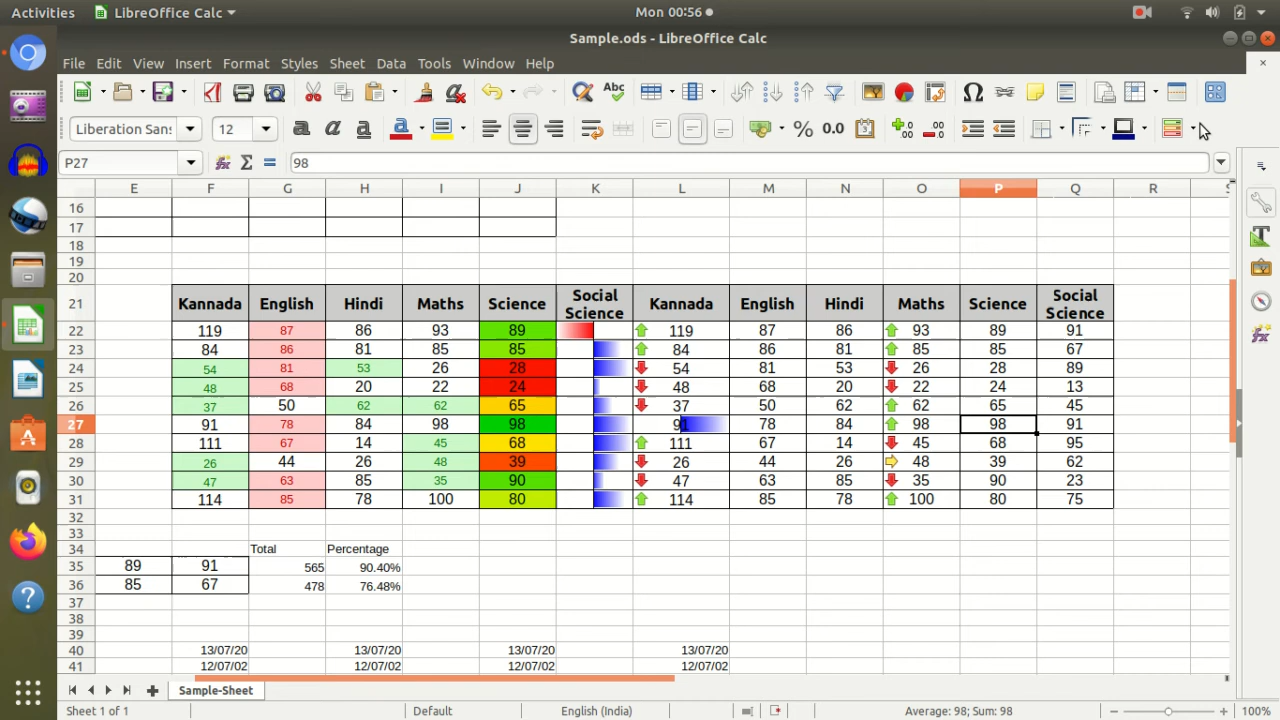 Activities LibreOffice Calc Mon 00:56
Sample.ods - LibreOffice Calc
File Edit View Insert Format Styles Sheet Data Tools Window Help
Liberation Sans 12
P27 98
E F G H I J K L M N O P Q R
16
17
18
19
20
21 Kannada English Hindi Maths Science Social Science Kannada English Hindi Maths Science Social Science
22 119 87 86 93 89 119 87 86 93 89 91
23 84 86 81 85 85 84 86 81 85 85 67
24 54 81 53 26 28 54 81 53 26 28 89
25 48 68 20 22 24 48 68 20 22 24 13
26 37 50 62 62 65 37 50 62 62 65 45
27 91 78 84 98 98 91 78 84 98 98 91
28 111 67 14 45 68 111 67 14 45 68 95
29 26 44 26 48 39 26 44 26 48 39 62
30 47 63 85 35 90 47 63 85 35 90 23
31 114 85 78 100 80 114 85 78 100 80 75
32
33
34 Total Percentage
35 89 91 565 90.40%
36 85 67 478 76.48%
37
38
39
40 13/07/20 13/07/20 13/07/20 13/07/20
41 12/07/02 12/07/02 12/07/02 12/07/02
Sample-Sheet
Sheet 1 of 1 Default English (India) Average: 98; Sum: 98 100%